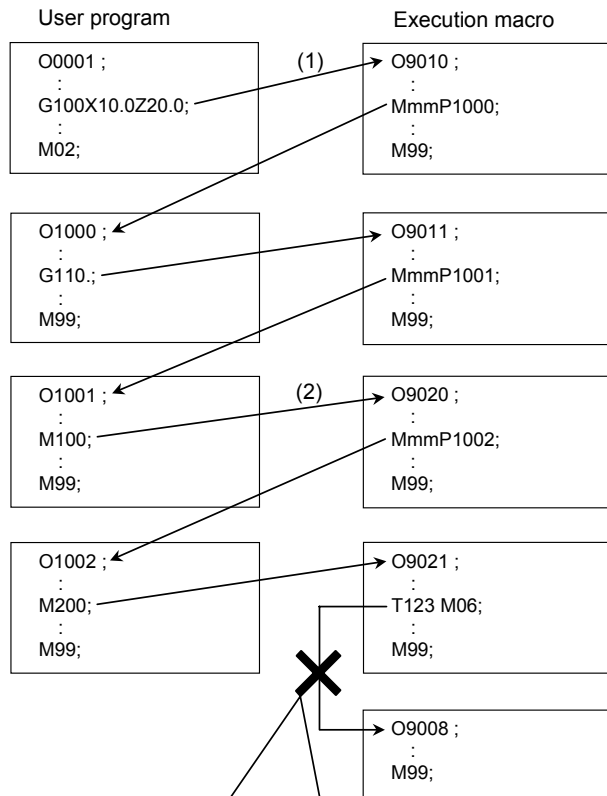 User program
Execution macro
O0001 ;
:
G100X10.0Z20.0;
:
M02;
(1)
O9010 ;
:
MmmP1000;
:
M99;
O1000 ;
:
G110.;
:
M99;
O9011 ;
:
MmmP1001;
:
M99;
O1001 ;
:
M100;
:
M99;
(2)
O9020 ;
:
MmmP1002;
:
M99;
O1002 ;
:
M200;
:
M99;
O9021 ;
:
T123 M06;
:
M99;
O9008 ;
:
M99;